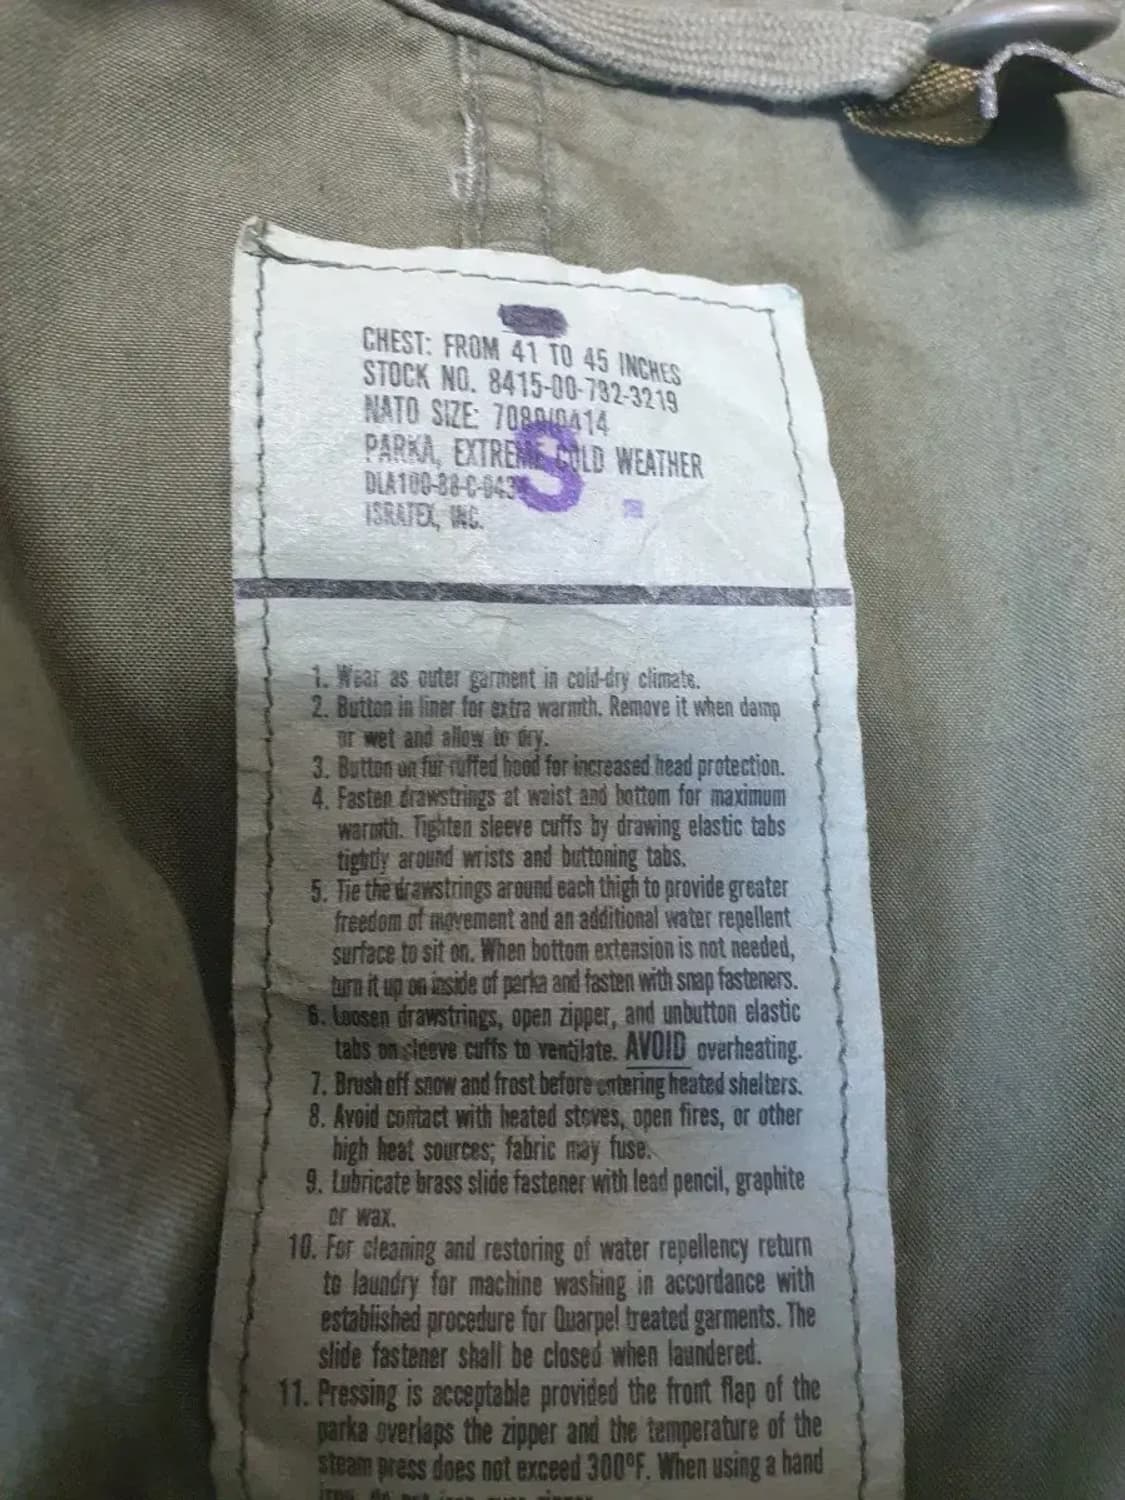 CHEST: FROM 41 TO 45 INCHES
STOCK NO. 8415-00-782-3219
NATO SIZE: 7080/0414
PARKA, EXTREME COLD WEATHER
DLA100-88-C-043
S
ISRATEX, INC.
1. Wear as outer garment in cold-dry climate.
2. Button in liner for extra warmth. Remove it when damp
or wet and allow to dry.
3. Button on fur ruffed hood for increased head protection.
4. Fasten drawstrings at waist and bottom for maximum
warmth. Tighten sleeve cuffs by drawing elastic tabs
tightly around wrists and buttoning tabs.
5. Tie the drawstrings around each thigh to provide greater
freedom of movement and an additional water repellent
surface to sit on. When bottom extension is not needed,
turn it up on inside of parka and fasten with snap fasteners.
6. Loosen drawstrings, open zipper, and unbutton elastic
tabs on sleeve cuffs to ventilate. AVOID overheating.
7. Brush off snow and frost before entering heated shelters.
8. Avoid contact with heated stoves, open fires, or other
high heat sources; fabric may fuse.
9. Lubricate brass slide fastener with lead pencil, graphite
or wax.
10. For cleaning and restoring of water repellency return
to laundry for machine washing in accordance with
established procedure for Quarpel treated garments. The
slide fastener shall be closed when laundered.
11. Pressing is acceptable provided the front flap of the
parka overlaps the zipper and the temperature of the
steam press does not exceed 300°F. When using a hand